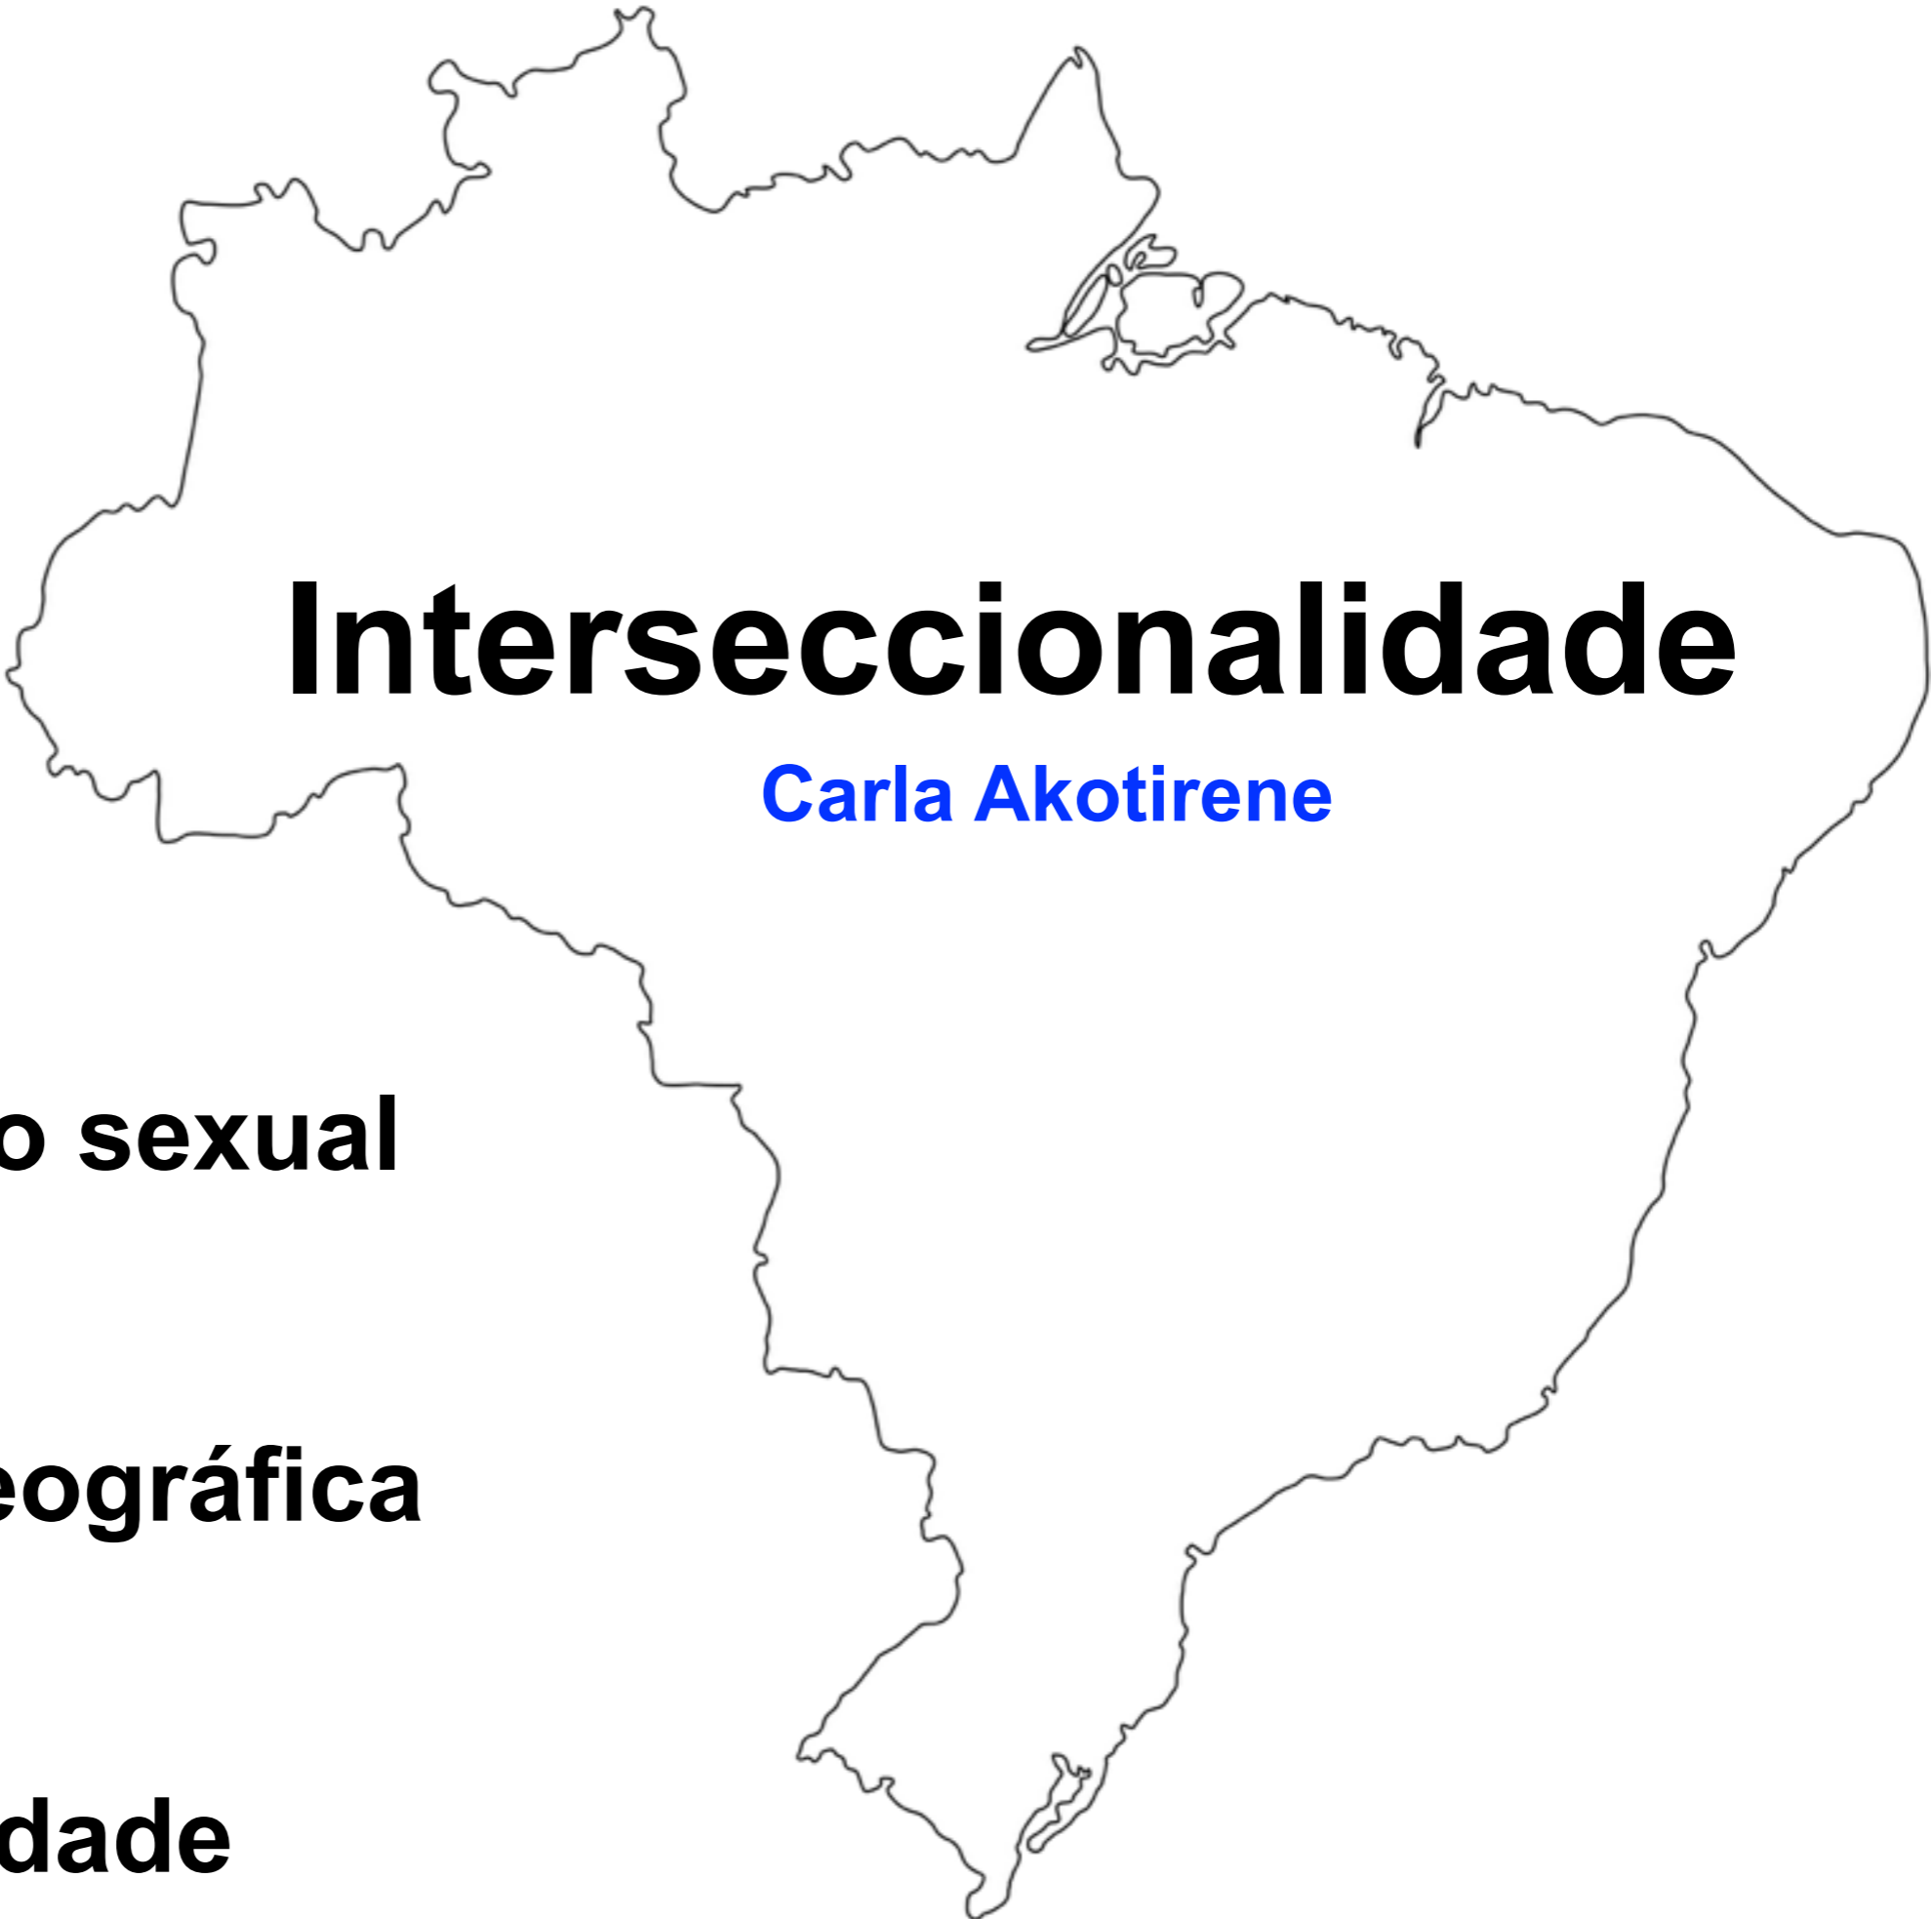 Interseccionalidade
Carla Akotirene
o sexual
eográfica
dade